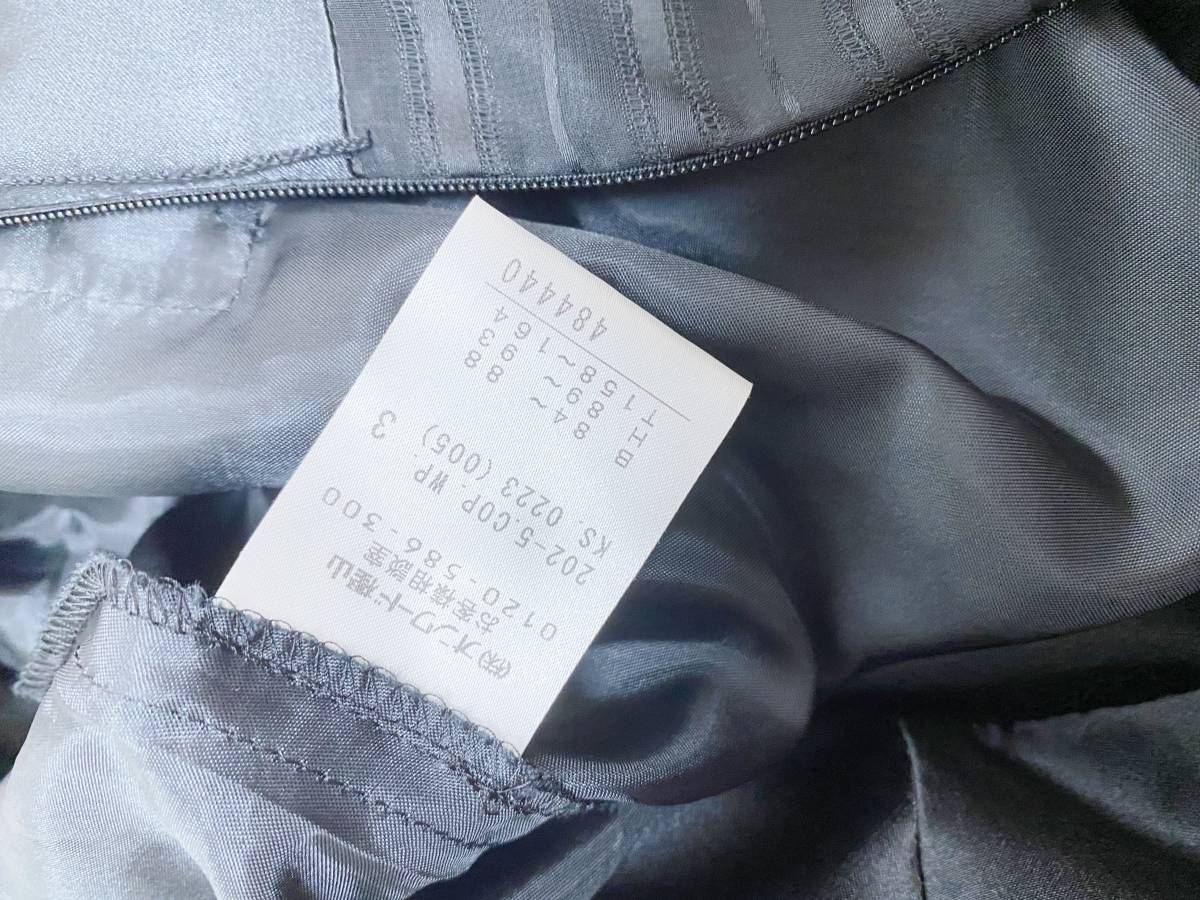 ㈱オンワード樫山
お客様相談室
0120-586-300
202-5.COP.WP.
KS.0223(005) 3
B 84～ 88
H 89～ 93
T158～164
484440